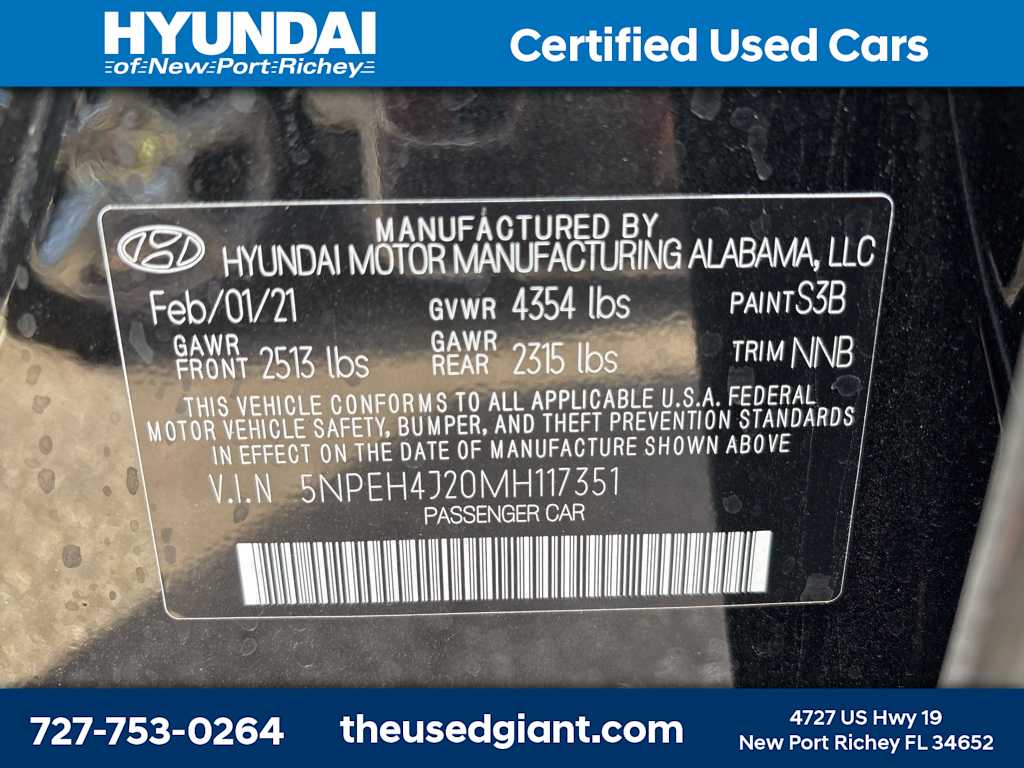 HYUNDAI
of New Port Richey
Certified Used Cars
MANUFACTURED BY
HYUNDAI MOTOR MANUFACTURING ALABAMA, LLC
Feb/01/21 GVWR 4354 lbs PAINT S3B
GAWR FRONT 2513 lbs GAWR REAR 2315 lbs TRIM NNB
THIS VEHICLE CONFORMS TO ALL APPLICABLE U.S.A. FEDERAL
MOTOR VEHICLE SAFETY, BUMPER, AND THEFT PREVENTION STANDARDS
IN EFFECT ON THE DATE OF MANUFACTURE SHOWN ABOVE
V.I.N 5NPEH4J20MH117351
PASSENGER CAR
727-753-0264
theusedgiant.com
4727 US Hwy 19
New Port Richey FL 34652